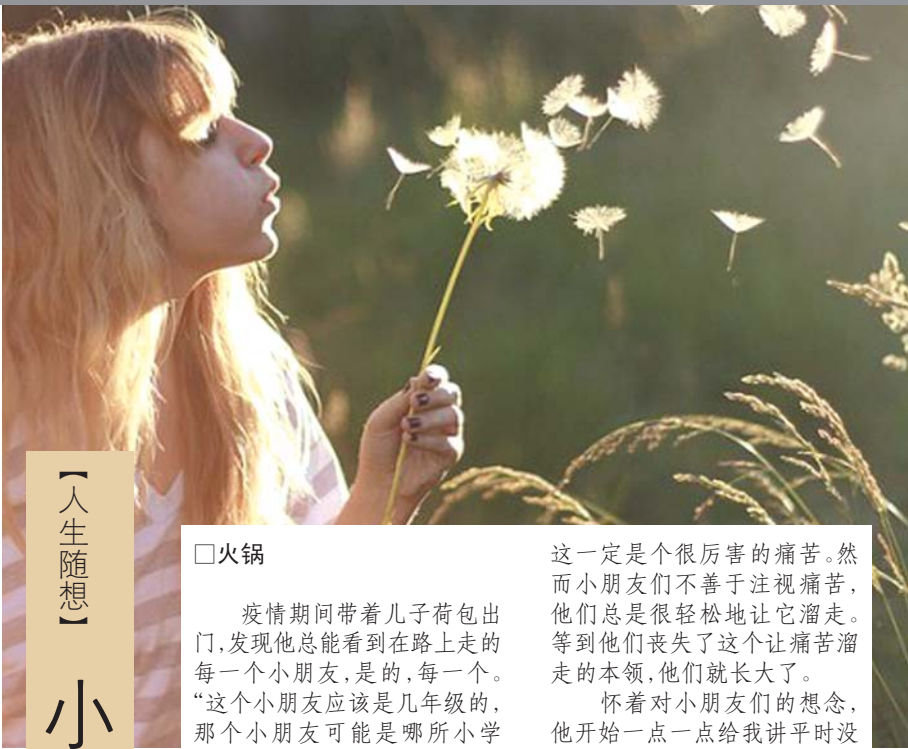 【人生随想】
小
□火锅
疫情期间带着儿子荷包出
门,发现他总能看到在路上走的
每一个小朋友,是的,每一个。
“这个小朋友应该是几年级的,
那个小朋友可能是哪所小学
这一定是个很厉害的痛苦。然
而小朋友们不善于注视痛苦,
他们总是很轻松地让它溜走。
等到他们丧失了这个让痛苦溜
走的本领,他们就长大了。
怀着对小朋友们的想念,
他开始一点一点给我讲平时没